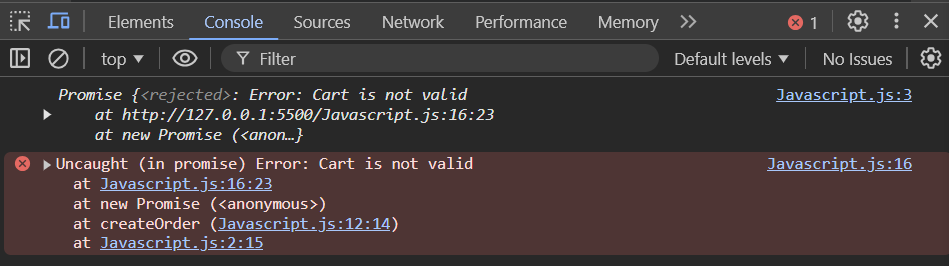 Elements Console Sources Network Performance Memory 1
top Filter Default levels No Issues
Promise {<rejected>: Error: Cart is not valid Javascript.js:3
at http://127.0.0.1:5500/Javascript.js:16:23
at new Promise (<anon…}
Uncaught (in promise) Error: Cart is not valid Javascript.js:16
at Javascript.js:16:23
at new Promise (<anonymous>)
at createOrder (Javascript.js:12:14)
at Javascript.js:2:15